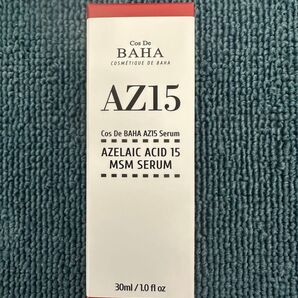 Cos De
BAHA
COSMÉTIQUE DE BAHA
AZ15
Cos De BAHA AZ15 Serum
AZELAIC ACID 15
MSM SERUM
30ml / 1.0 fl oz